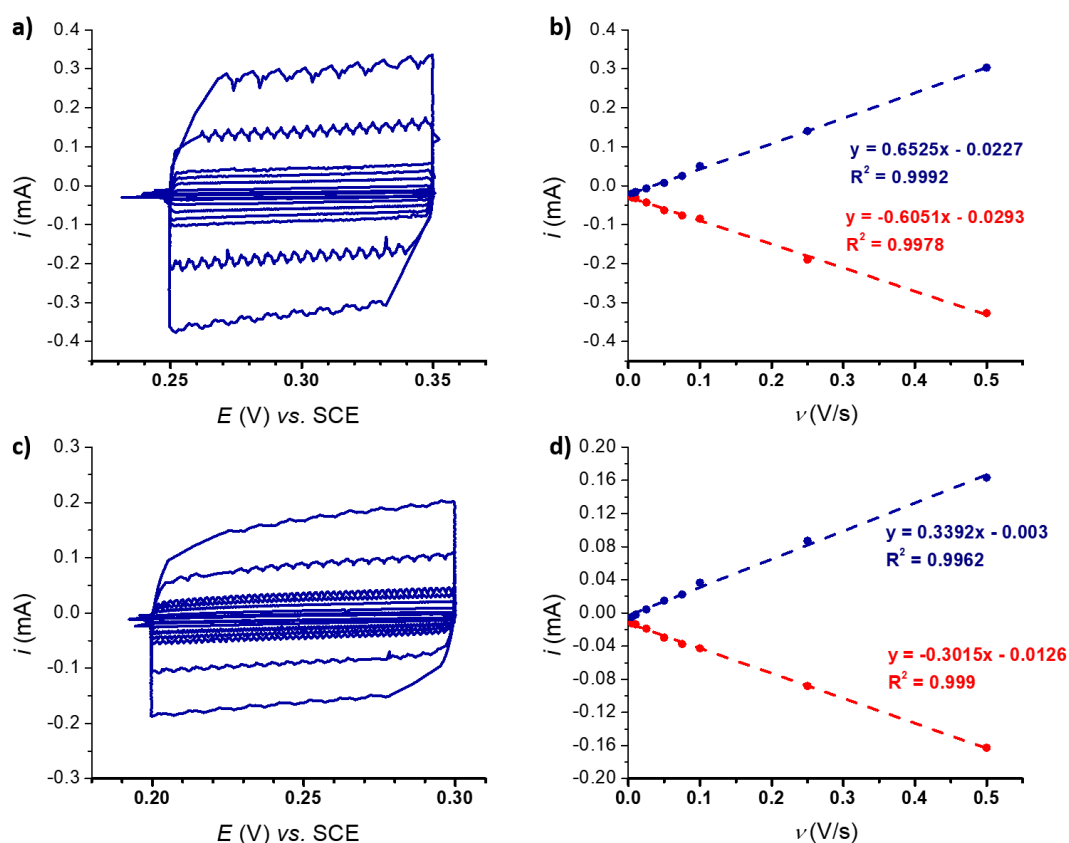 a)
0.4
0.3
0.2
0.1
0.0
-0.1
-0.2
-0.3
-0.4
i (mA)
0.25
0.30
0.35
E (V) vs. SCE
b)
0.4
0.3
0.2
0.1
0.0
-0.1
-0.2
-0.3
-0.4
i (mA)
y = 0.6525x - 0.0227
R² = 0.9992
y = -0.6051x - 0.0293
R² = 0.9978
0.0
0.1
0.2
0.3
0.4
0.5
ν (V/s)
c)
0.3
0.2
0.1
0.0
-0.1
-0.2
-0.3
i (mA)
0.20
0.25
0.30
E (V) vs. SCE
d)
0.20
0.16
0.12
0.08
0.04
0.00
-0.04
-0.08
-0.12
-0.16
-0.20
i (mA)
y = 0.3392x - 0.003
R² = 0.9962
y = -0.3015x - 0.0126
R² = 0.999
0.0
0.1
0.2
0.3
0.4
0.5
ν (V/s)